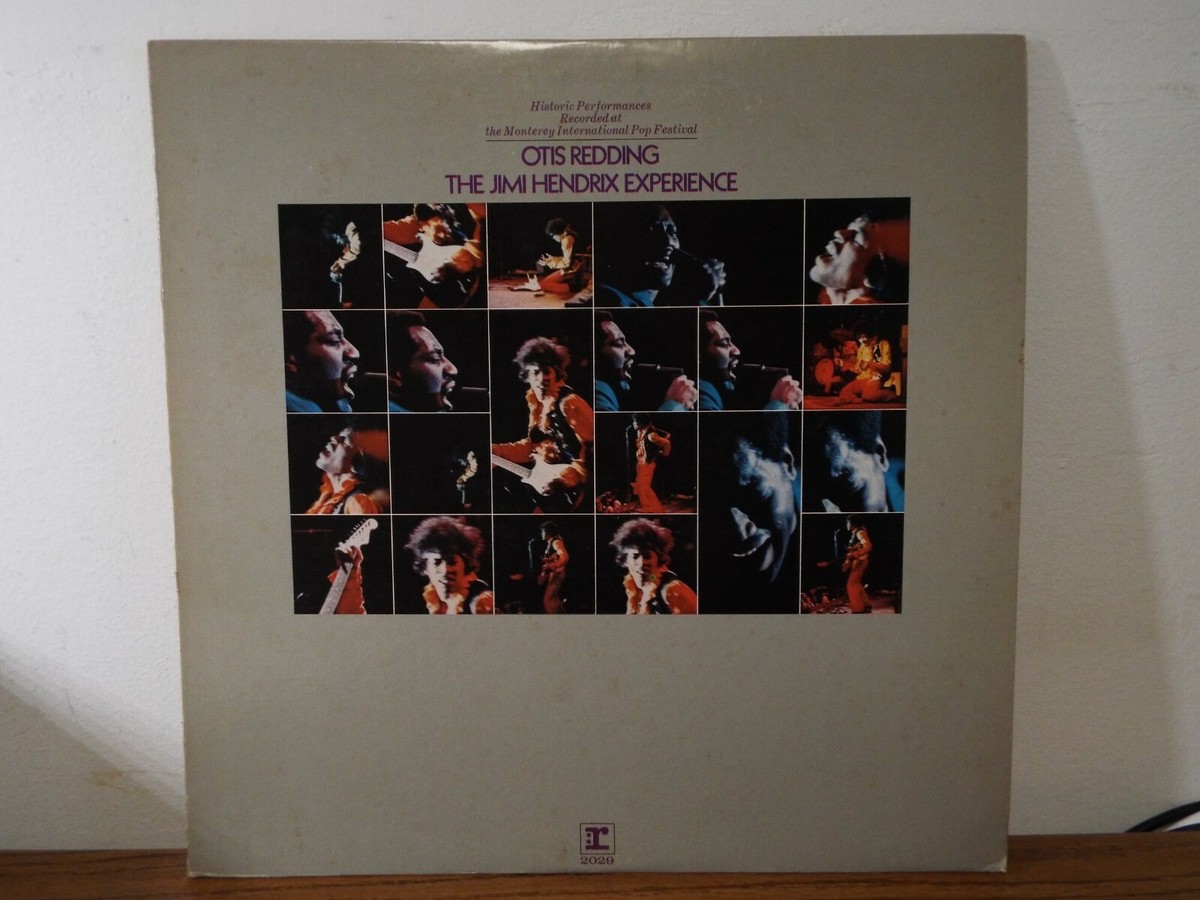 Historic Performances
Recorded at
the Monterey International Pop Festival
OTIS REDDING
THE JIMI HENDRIX EXPERIENCE
r
2029